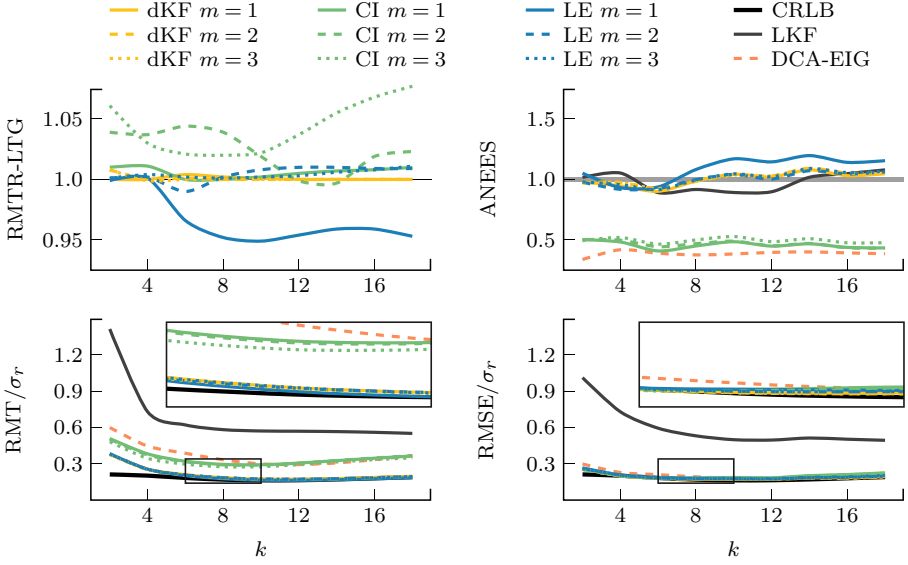 dKF m = 1 CI m = 1 LE m = 1 CRLB
dKF m = 2 CI m = 2 LE m = 2 LKF
dKF m = 3 CI m = 3 LE m = 3 DCA-EIG
RMTR-LTG
1.05
1.0
0.95
4 8 12 16
ANEES
1.5
1.0
0.5
4 8 12 16
RMT/σr
1.2
0.9
0.6
0.3
4 8 12 16
k
RMSE/σr
1.2
0.9
0.6
0.3
4 8 12 16
k